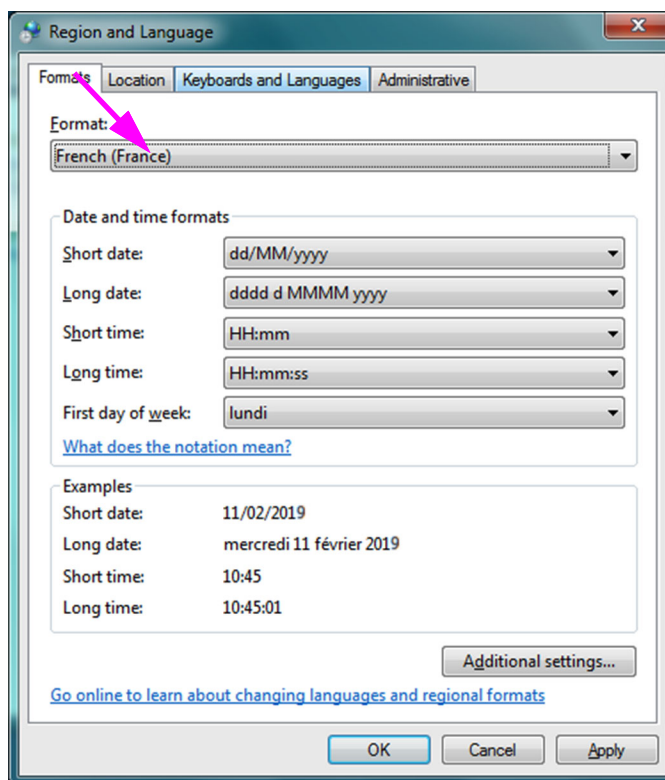 Region and Language
Formats Location Keyboards and Languages Administrative
Format:
French (France)
Date and time formats
Short date: dd/MM/yyyy
Long date: dddd d MMMM yyyy
Short time: HH:mm
Long time: HH:mm:ss
First day of week: lundi
What does the notation mean?
Examples
Short date: 11/02/2019
Long date: mercredi 11 février 2019
Short time: 10:45
Long time: 10:45:01
Additional settings...
Go online to learn about changing languages and regional formats
OK Cancel Apply